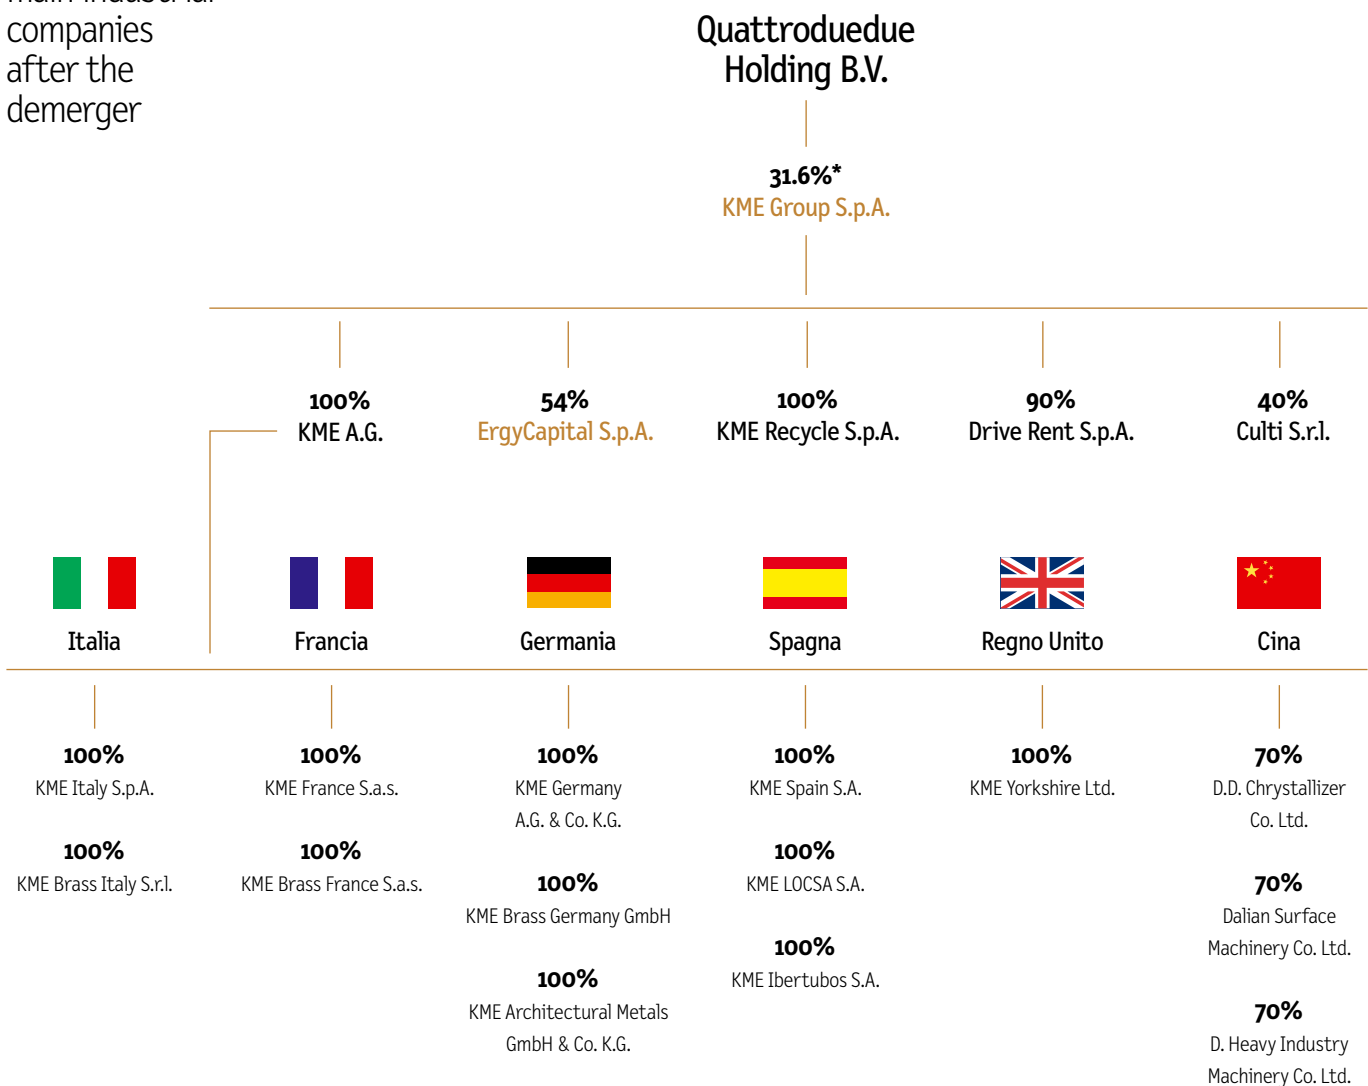 companies
after the
demerger
Quattroduedue
Holding B.V.
31.6%*
KME Group S.p.A.
100%
KME A.G.
54%
ErgyCapital S.p.A.
100%
KME Recycle S.p.A.
90%
Drive Rent S.p.A.
40%
Culti S.r.l.
Italia
Francia
Germania
Spagna
Regno Unito
Cina
100%
KME Italy S.p.A.
100%
KME Brass Italy S.r.l.
100%
KME France S.a.s.
100%
KME Brass France S.a.s.
100%
KME Germany
A.G. & Co. K.G.
100%
KME Brass Germany GmbH
100%
KME Architectural Metals
GmbH & Co. K.G.
100%
KME Spain S.A.
100%
KME LOCSA S.A.
100%
KME Ibertubos S.A.
100%
KME Yorkshire Ltd.
70%
D.D. Chrystallizer
Co. Ltd.
70%
Dalian Surface
Machinery Co. Ltd.
70%
D. Heavy Industry
Machinery Co. Ltd.